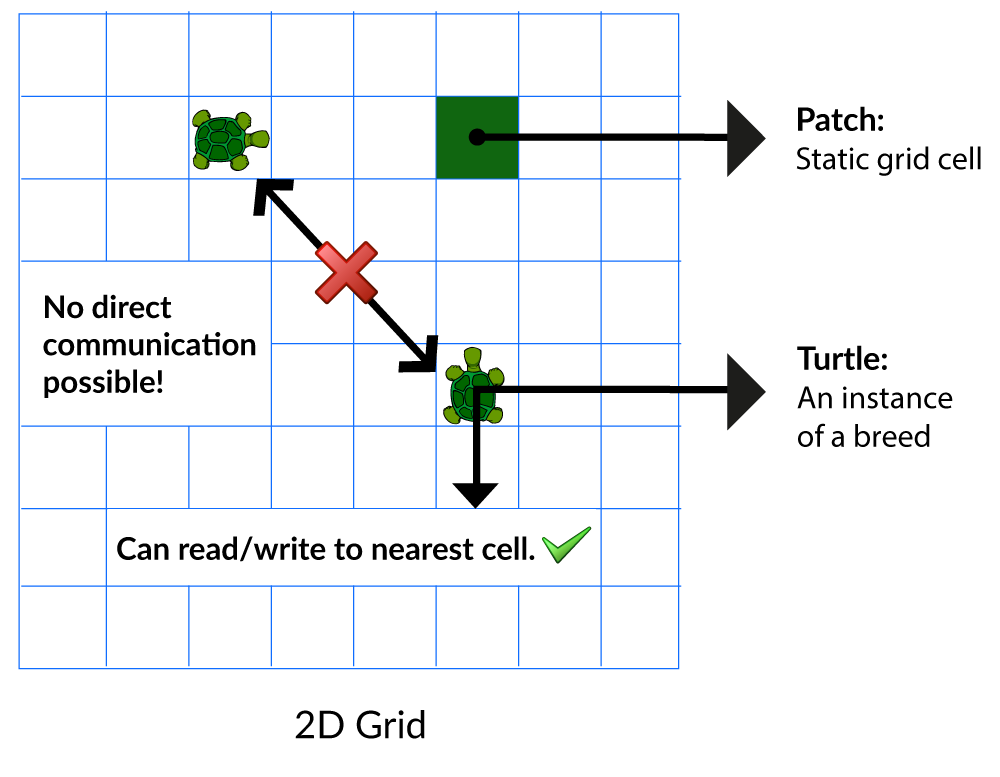 Patch:
Static grid cell
No direct
communication
possible!
Turtle:
An instance
of a breed
Can read/write to nearest cell.
2D Grid